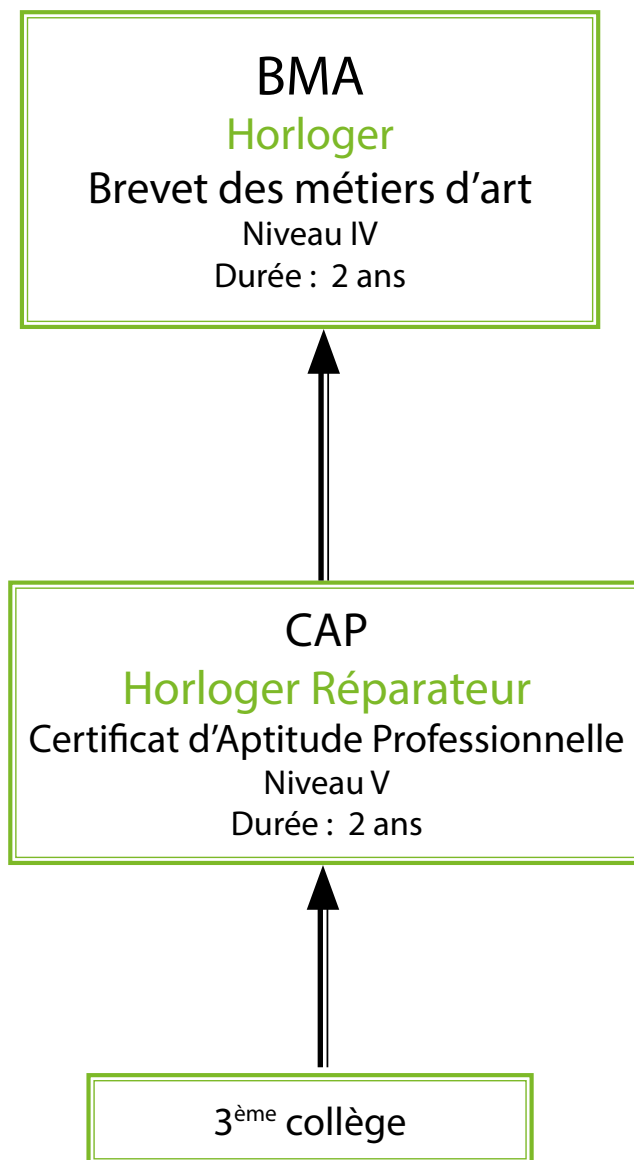 BMA
Horloger
Brevet des métiers d'art
Niveau IV
Durée : 2 ans
CAP
Horloger Réparateur
Certificat d’Aptitude Professionnelle
Niveau V
Durée : 2 ans
3ème collège